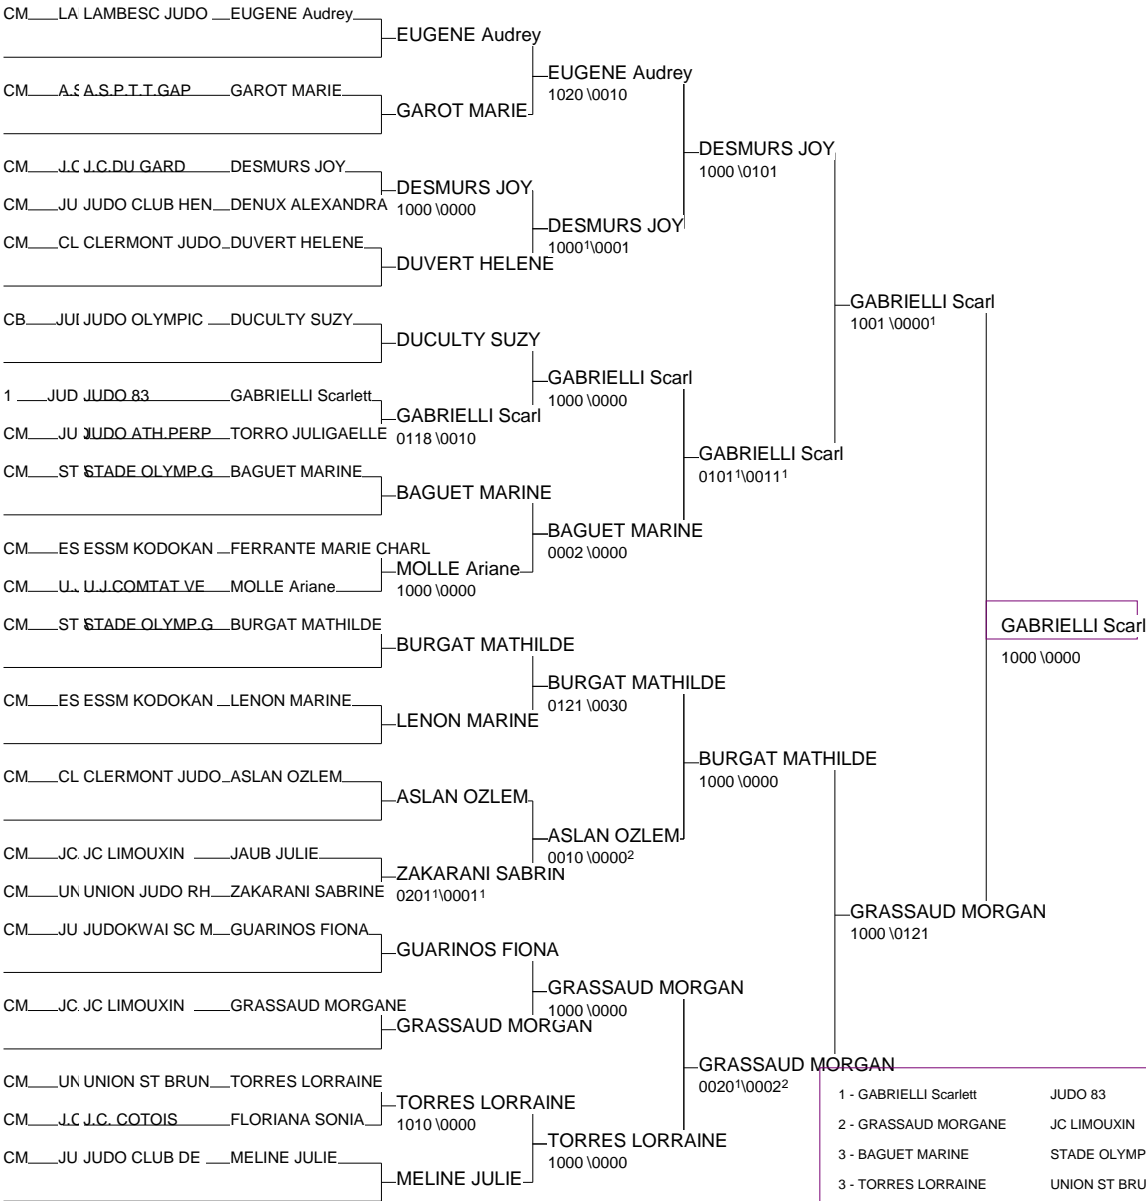 CM LA LAMBESC JUDO EUGENE Audrey
EUGENE Audrey
EUGENE Audrey
1020 \0010
CM A.S A.S.P.T.T.GAP GAROT MARIE
GAROT MARIE
DESMURS JOY
1000 \0101
CM J.C J.C.DU GARD DESMURS JOY
DESMURS JOY
1000 \0000
CM JU JUDO CLUB HEN DENUX ALEXANDRA
DESMURS JOY
1000¹\0001
CM CL CLERMONT JUDO DUVERT HELENE
DUVERT HELENE
GABRIELLI Scarl
1001 \0000¹
CB JUI JUDO OLYMPIC DUCULTY SUZY
DUCULTY SUZY
GABRIELLI Scarl
1000 \0000
1 JUD JUDO 83 GABRIELLI Scarlett
GABRIELLI Scarl
0118 \0010
CM JU JUDO ATH.PERP TORRO JULIGAELLE
GABRIELLI Scarl
0101¹\0011¹
CM ST STADE OLYMP.G BAGUET MARINE
BAGUET MARINE
BAGUET MARINE
0002 \0000
CM ES ESSM KODOKAN FERRANTE MARIE CHARL
MOLLE Ariane
1000 \0000
CM U.J U.J.COMTAT VE MOLLE Ariane
GABRIELLI Scarl
1000 \0000
CM ST STADE OLYMP.G BURGAT MATHILDE
BURGAT MATHILDE
BURGAT MATHILDE
0121 \0030
CM ES ESSM KODOKAN LENON MARINE
LENON MARINE
BURGAT MATHILDE
1000 \0000
CM CL CLERMONT JUDO ASLAN OZLEM
ASLAN OZLEM
ASLAN OZLEM
0010 \0000²
CM JC JC LIMOUXIN JAUB JULIE
ZAKARANI SABRIN
0201¹\0001¹
CM UN UNION JUDO RH ZAKARANI SABRINE
GRASSAUD MORGAN
1000 \0121
CM JU JUDOKWAI SC M GUARINOS FIONA
GUARINOS FIONA
GRASSAUD MORGAN
1000 \0000
CM JC JC LIMOUXIN GRASSAUD MORGANE
GRASSAUD MORGAN
GRASSAUD MORGAN
0020¹\0002²
CM UN UNION ST BRUN TORRES LORRAINE
TORRES LORRAINE
1010 \0000
CM J.C J.C. COTOIS FLORIANA SONIA
TORRES LORRAINE
1000 \0000
CM JU JUDO CLUB DE MELINE JULIE
MELINE JULIE
1 - GABRIELLI Scarlett JUDO 83
2 - GRASSAUD MORGANE JC LIMOUXIN
3 - BAGUET MARINE STADE OLYMP
3 - TORRES LORRAINE UNION ST BRU